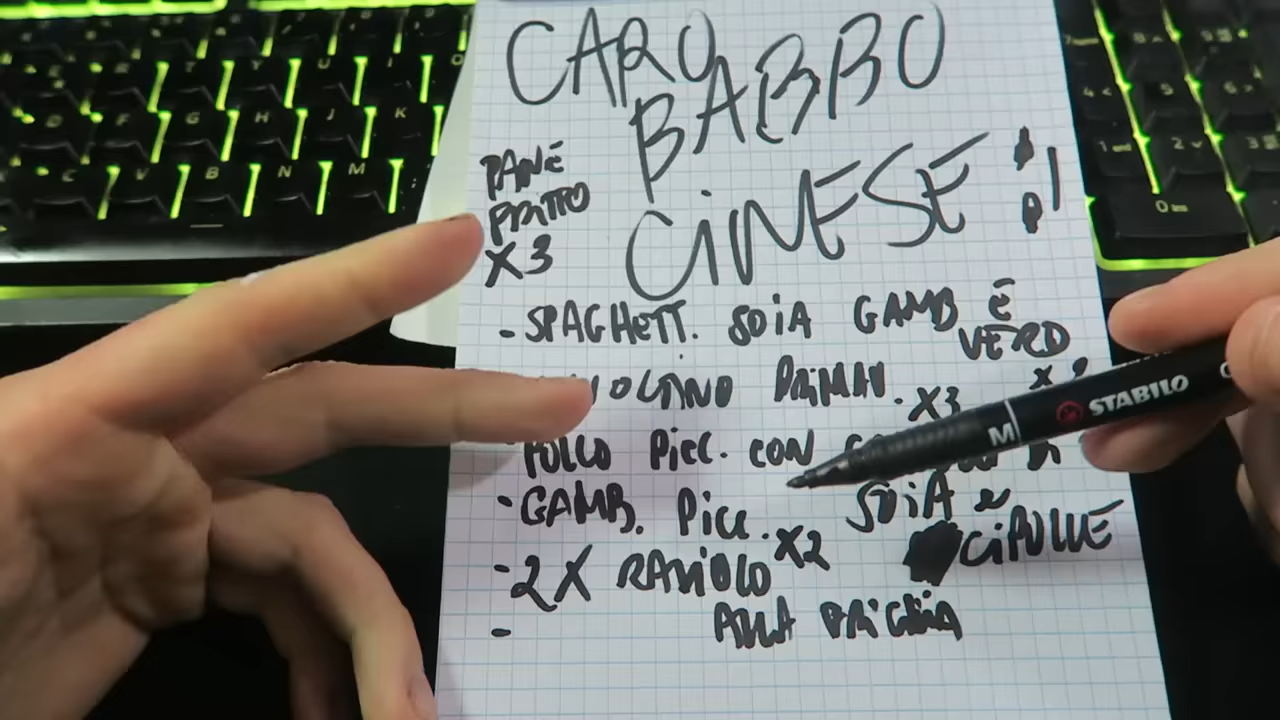 CARO
BABBO
CINESE
PANE
FRITTO
X3
- SPAGHETT. SOIA GAMB E
VERD
INVOLTINO PRIMAV. X3
- POLLO PICC. CON
SOIA e
CIPOLLE
- GAMB. PICC. X2
- 2X RAVIOLO
ALLA PIASTRA
-
M STABILO